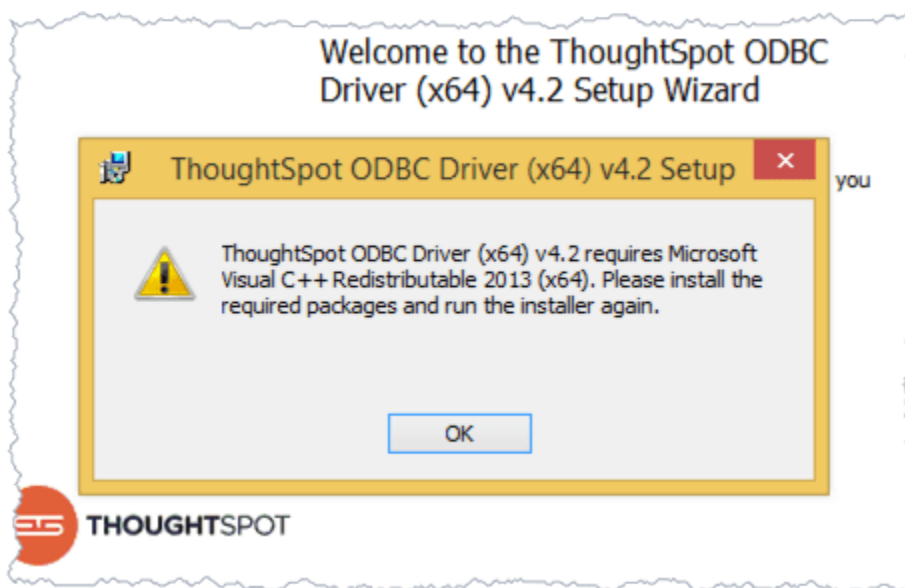 Welcome to the ThoughtSpot ODBC
Driver (x64) v4.2 Setup Wizard
ThoughtSpot ODBC Driver (x64) v4.2 Setup
you
ThoughtSpot ODBC Driver (x64) v4.2 requires Microsoft
Visual C++ Redistributable 2013 (x64). Please install the
required packages and run the installer again.
OK
THOUGHTSPOT